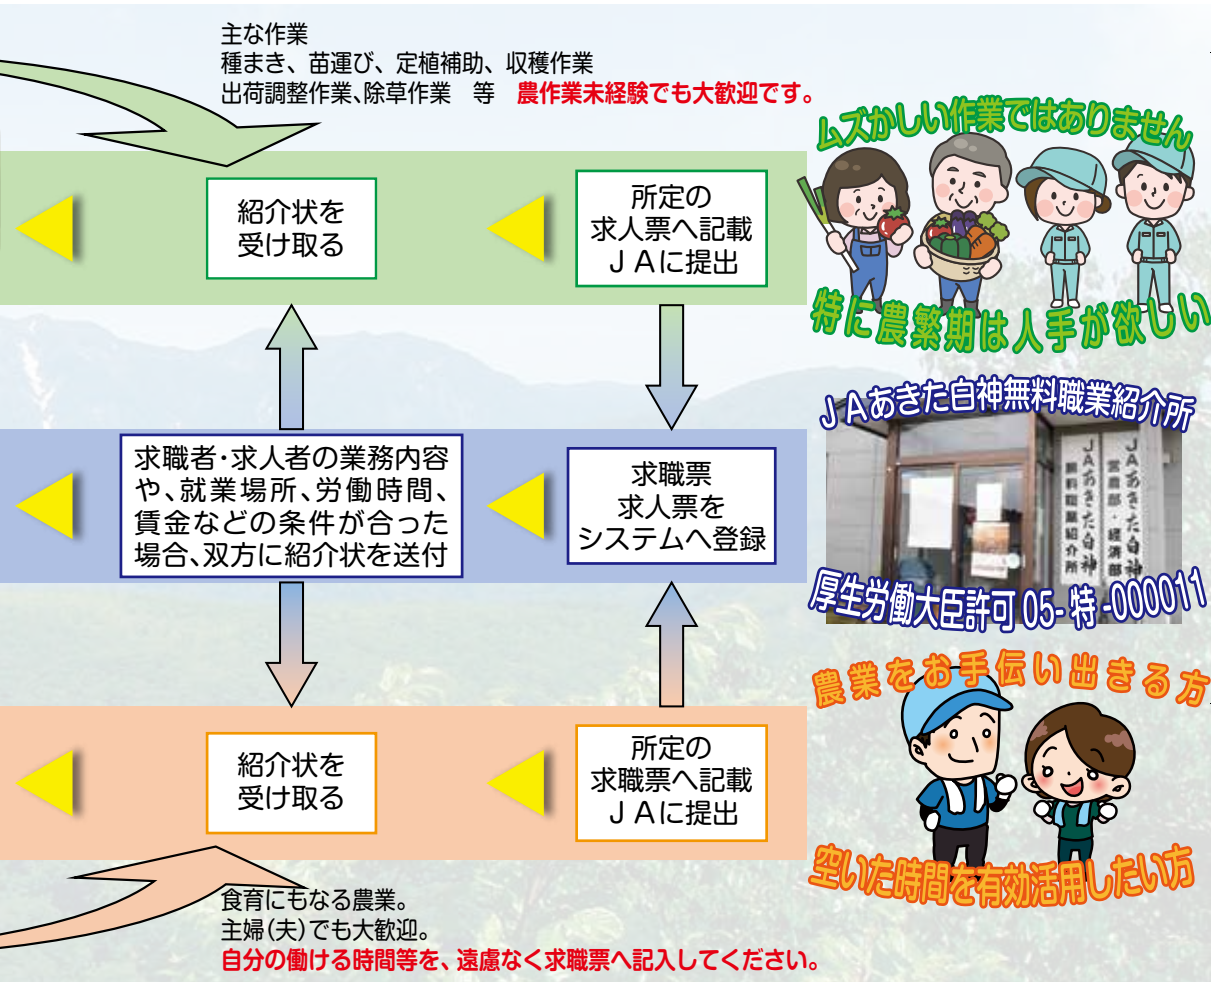 主な作業
種まき、苗運び、定植補助、収穫作業
出荷調整作業、除草作業　等　農作業未経験でも大歓迎です。
ムズかしい作業ではありません
特に農繁期は人手が欲しい
所定の
求人票へ記載
ＪＡに提出
紹介状を
受け取る
ＪＡあきた白神無料職業紹介所
ＪＡあきた白神
営農部・経済部
ＪＡあきた白神
無料職業紹介所
厚生労働大臣許可 05-特-000011
求職票
求人票を
システムへ登録
求職者・求人者の業務内容
や、就業場所、労働時間、
賃金などの条件が合った
場合、双方に紹介状を送付
農業をお手伝い出きる方
空いた時間を有効活用したい方
所定の
求職票へ記載
ＪＡに提出
紹介状を
受け取る
食育にもなる農業。
主婦(夫)でも大歓迎。
自分の働ける時間等を、遠慮なく求職票へ記入してください。